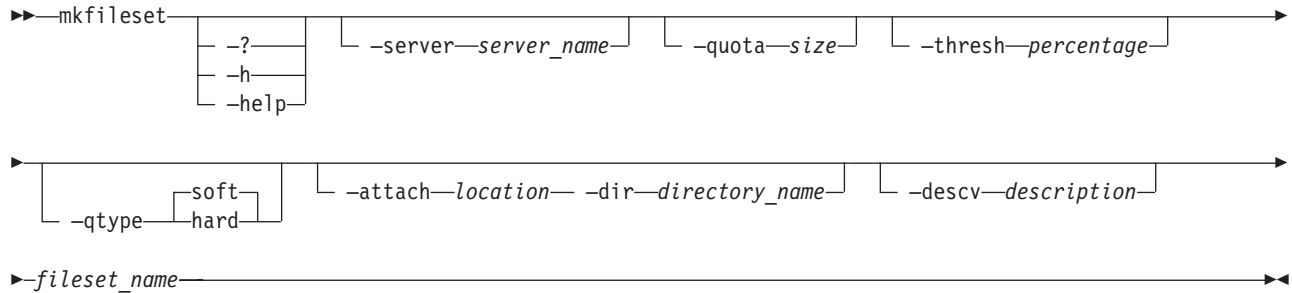 ►►—mkfileset
–?
–h
–help
–server—server_name
–quota—size
–thresh—percentage
►
►
–qtype
soft
hard
–attach—location — –dir—directory_name
–descv—description
►
►–fileset_name
►◄